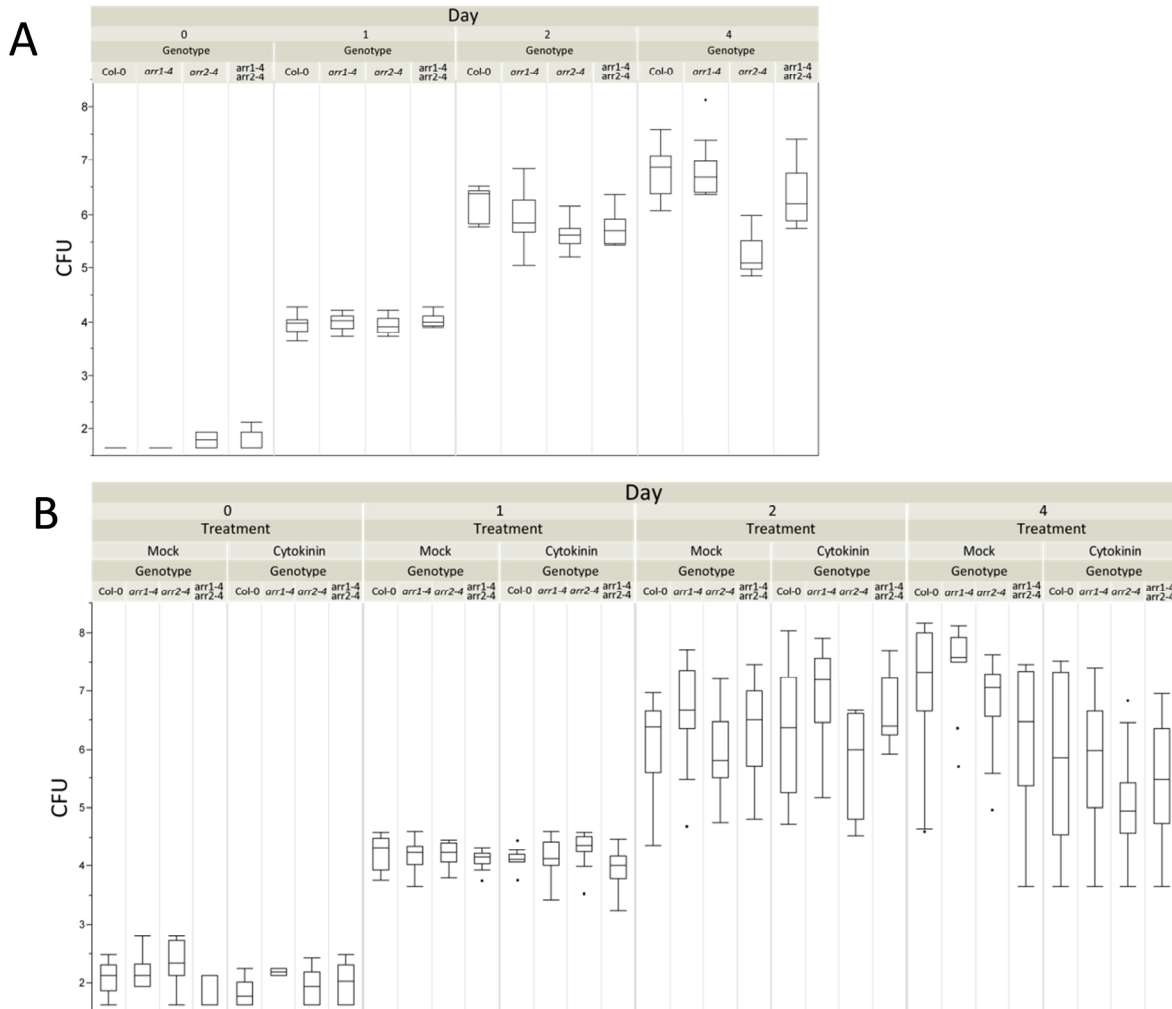 A
Day
0 1 2 4
Genotype Genotype Genotype Genotype
Col-0 arr1-4 arr2-4 arr1-4 arr2-4 Col-0 arr1-4 arr2-4 arr1-4 arr2-4 Col-0 arr1-4 arr2-4 arr1-4 arr2-4 Col-0 arr1-4 arr2-4 arr1-4 arr2-4
8
7
6
5
4
3
2
CFU
B
Day
0 1 2 4
Treatment Treatment Treatment Treatment
Mock Cytokinin Mock Cytokinin Mock Cytokinin Mock Cytokinin
Genotype Genotype Genotype Genotype Genotype Genotype Genotype Genotype
Col-0 arr1-4 arr2-4 arr1-4 arr2-4 Col-0 arr1-4 arr2-4 arr1-4 arr2-4 Col-0 arr1-4 arr2-4 arr1-4 arr2-4 Col-0 arr1-4 arr2-4 arr1-4 arr2-4 Col-0 arr1-4 arr2-4 arr1-4 arr2-4 Col-0 arr1-4 arr2-4 arr1-4 arr2-4 Col-0 arr1-4 arr2-4 arr1-4 arr2-4 Col-0 arr1-4 arr2-4 arr1-4 arr2-4
8
7
6
5
4
3
2
CFU